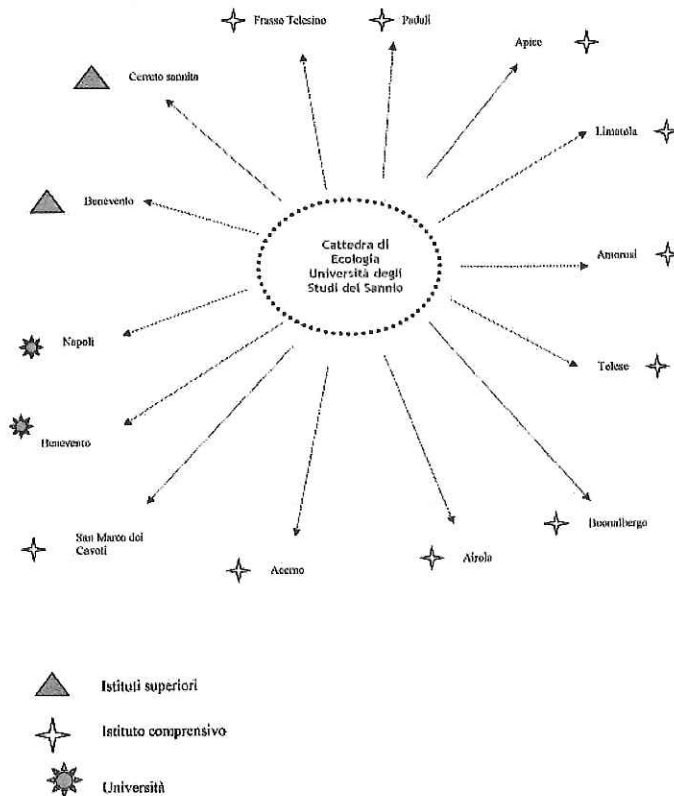 Frasso Telesino
Paduli
Apice
Cerreto sannita
Limatola
Benevento
Cattedra di
Ecologia
Università degli
Studi del Sannio
Amorosi
Napoli
Telese
Benevento
San Marco dei
Cavoti
Acerno
Airola
Buonalbergo
Istituti superiori
Istituto comprensivo
Università